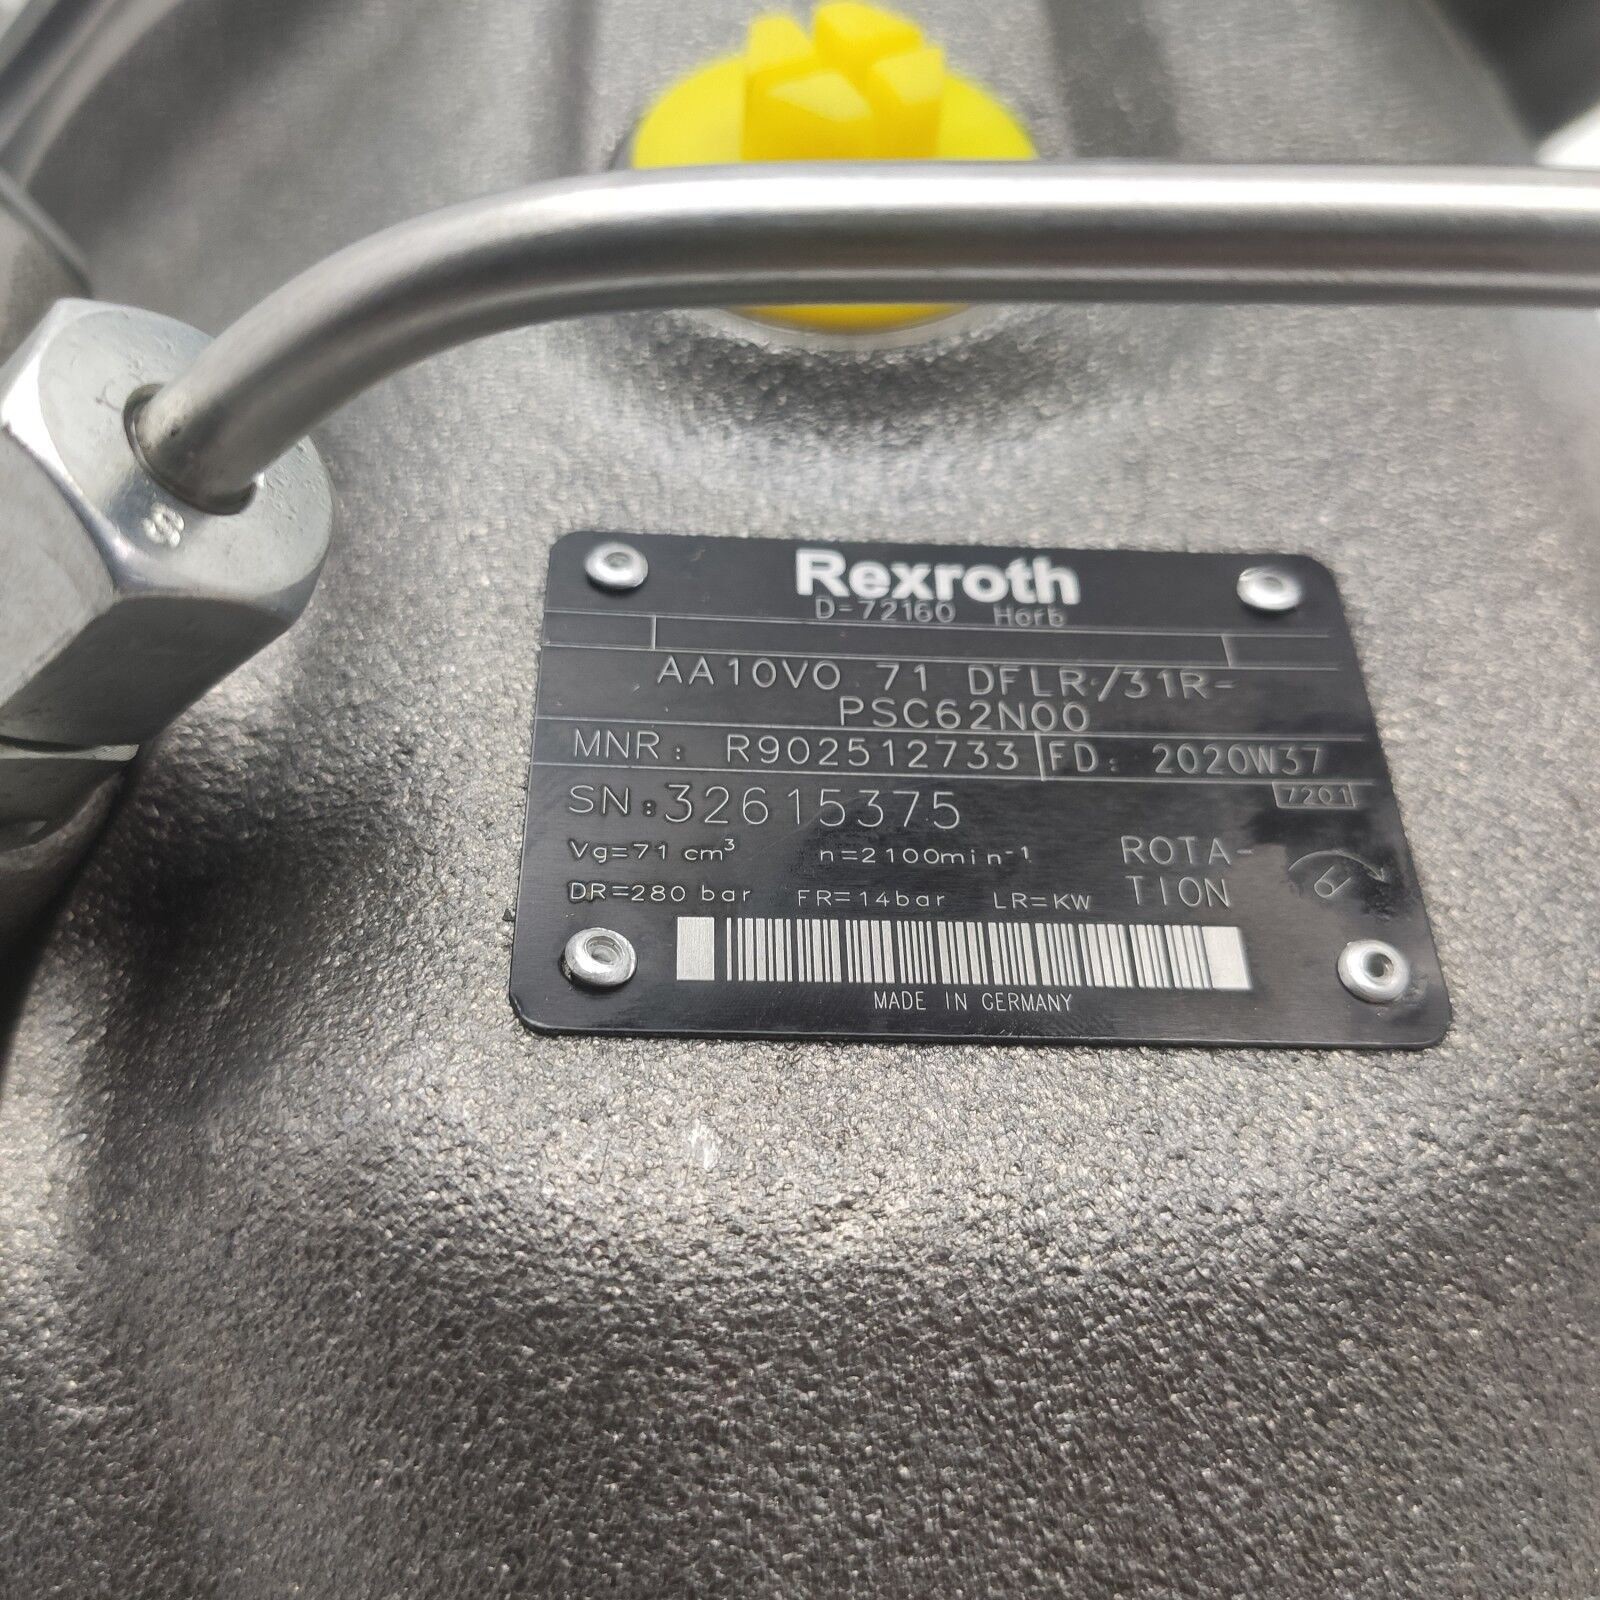 Rexroth
D-72160 Horb
AA10VO 71 DFLR /31R-
PSC62N00
MNR: R902512733 FD: 2020W37
7201
SN:32615375
Vg=71 cm³ n=2100min⁻¹ ROTA-
DR=280 bar FR=14bar LR=KW TION
MADE IN GERMANY